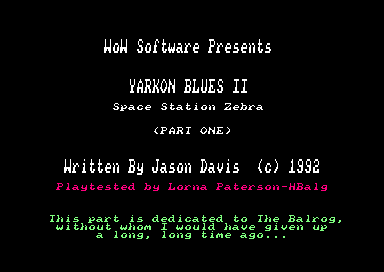 WoW Software Presents
YARKON BLUES II
Space Station Zebra
(PART ONE)
Written By Jason Davis  (c) 1992
Playtested by Lorna Paterson-WBalg
This part is dedicated to The Balrog,
without whom I would have given up
a long, long time ago...